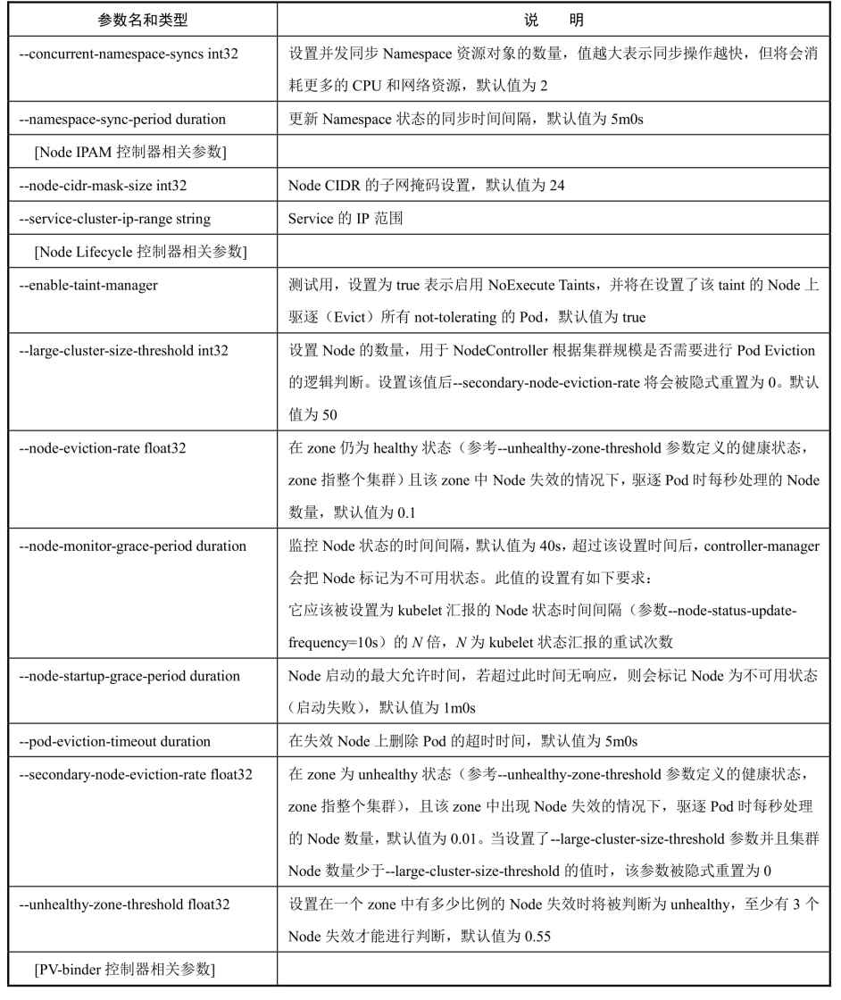 参数名和类型
说 明
--concurrent-namespace-syncs int32
设置并发同步 Namespace 资源对象的数量，值越大表示同步操作越快，但将会消
耗更多的 CPU 和网络资源，默认值为 2
--namespace-sync-period duration
更新 Namespace 状态的同步时间间隔，默认值为 5m0s
[Node IPAM 控制器相关参数]
--node-cidr-mask-size int32
Node CIDR 的子网掩码设置，默认值为 24
--service-cluster-ip-range string
Service 的 IP 范围
[Node Lifecycle 控制器相关参数]
--enable-taint-manager
测试用，设置为 true 表示启用 NoExecute Taints，并将在设置了该 taint 的 Node 上
驱逐（Evict）所有 not-tolerating 的 Pod，默认值为 true
--large-cluster-size-threshold int32
设置 Node 的数量，用于 NodeController 根据集群规模是否需要进行 Pod Eviction
的逻辑判断。设置该值后--secondary-node-eviction-rate 将会被隐式重置为 0。默认
值为 50
--node-eviction-rate float32
在 zone 仍为 healthy 状态（参考--unhealthy-zone-threshold 参数定义的健康状态，
zone 指整个集群）且该 zone 中 Node 失效的情况下，驱逐 Pod 时每秒处理的 Node
数量，默认值为 0.1
--node-monitor-grace-period duration
监控 Node 状态的时间间隔，默认值为 40s，超过该设置时间后，controller-manager
会把 Node 标记为不可用状态。此值的设置有如下要求：
它应该被设置为 kubelet 汇报的 Node 状态时间间隔（参数--node-status-update-
frequency=10s）的 N 倍，N 为 kubelet 状态汇报的重试次数
--node-startup-grace-period duration
Node 启动的最大允许时间，若超过此时间无响应，则会标记 Node 为不可用状态
（启动失败），默认值为 1m0s
--pod-eviction-timeout duration
在失效 Node 上删除 Pod 的超时时间，默认值为 5m0s
--secondary-node-eviction-rate float32
在 zone 为 unhealthy 状态（参考--unhealthy-zone-threshold 参数定义的健康状态，
zone 指整个集群），且该 zone 中出现 Node 失效的情况下，驱逐 Pod 时每秒处理
的 Node 数量，默认值为 0.01。当设置了--large-cluster-size-threshold 参数并且集群
Node 数量少于--large-cluster-size-threshold 的值时，该参数被隐式重置为 0
--unhealthy-zone-threshold float32
设置在一个 zone 中有多少比例的 Node 失效时将被判断为 unhealthy，至少有 3 个
Node 失效才能进行判断，默认值为 0.55
[PV-binder 控制器相关参数]